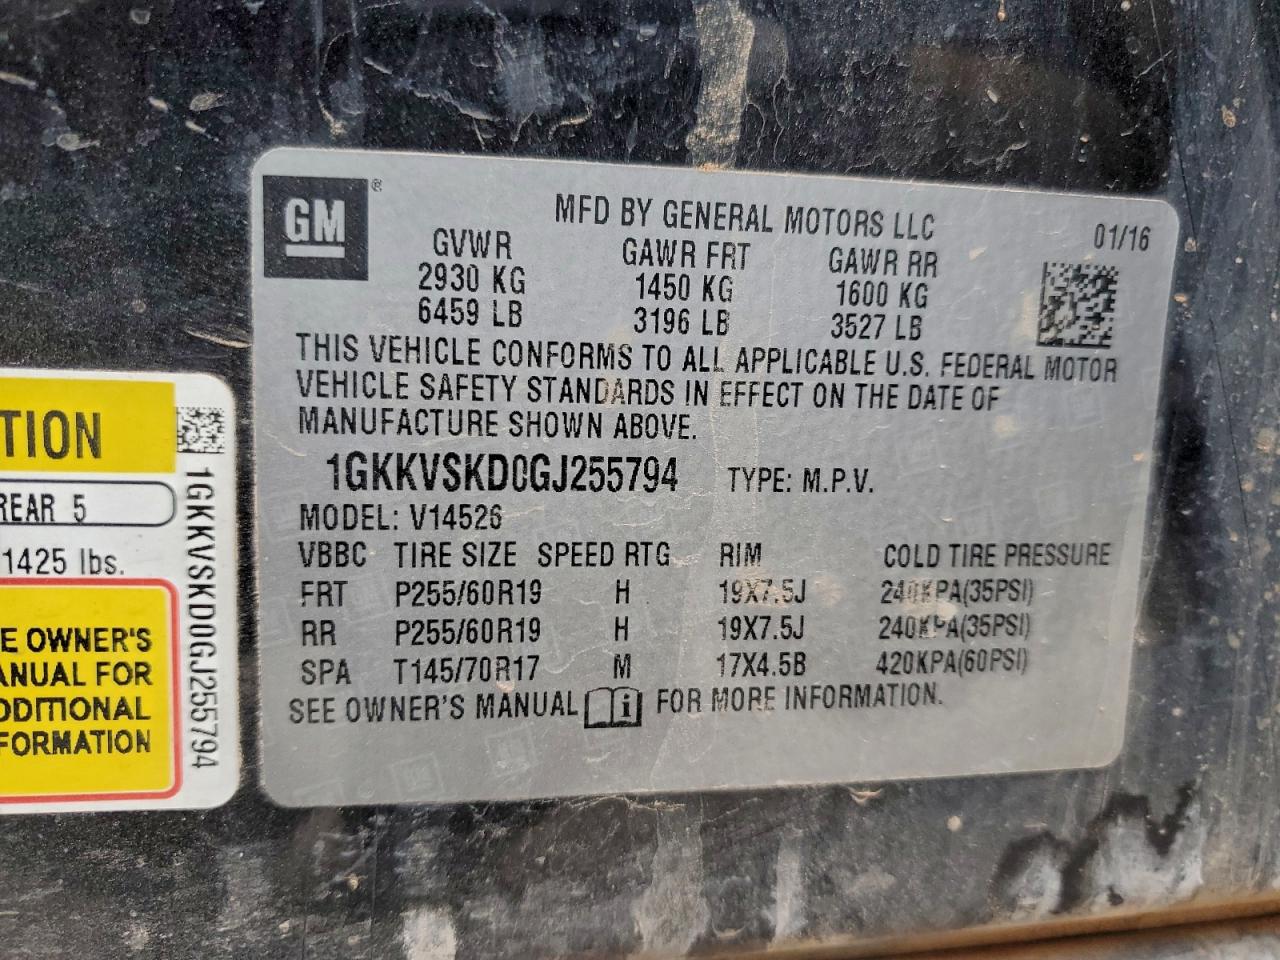 GM ®
MFD BY GENERAL MOTORS LLC
01/16
GVWR GAWR FRT GAWR RR
2930 KG 1450 KG 1600 KG
6459 LB 3196 LB 3527 LB
THIS VEHICLE CONFORMS TO ALL APPLICABLE U.S. FEDERAL MOTOR
VEHICLE SAFETY STANDARDS IN EFFECT ON THE DATE OF
MANUFACTURE SHOWN ABOVE.
1GKKVSKD0GJ255794 TYPE: M.P.V.
MODEL: V14526
VBBC TIRE SIZE SPEED RTG RIM COLD TIRE PRESSURE
FRT P255/60R19 H 19X7.5J 240KPA(35PSI)
RR P255/60R19 H 19X7.5J 240KPA(35PSI)
SPA T145/70R17 M 17X4.5B 420KPA(60PSI)
SEE OWNER'S MANUAL i FOR MORE INFORMATION.
TION
REAR 5
1425 lbs.
E OWNER'S
ANUAL FOR
DDITIONAL
FORMATION
1GKKVSKD0GJ255794